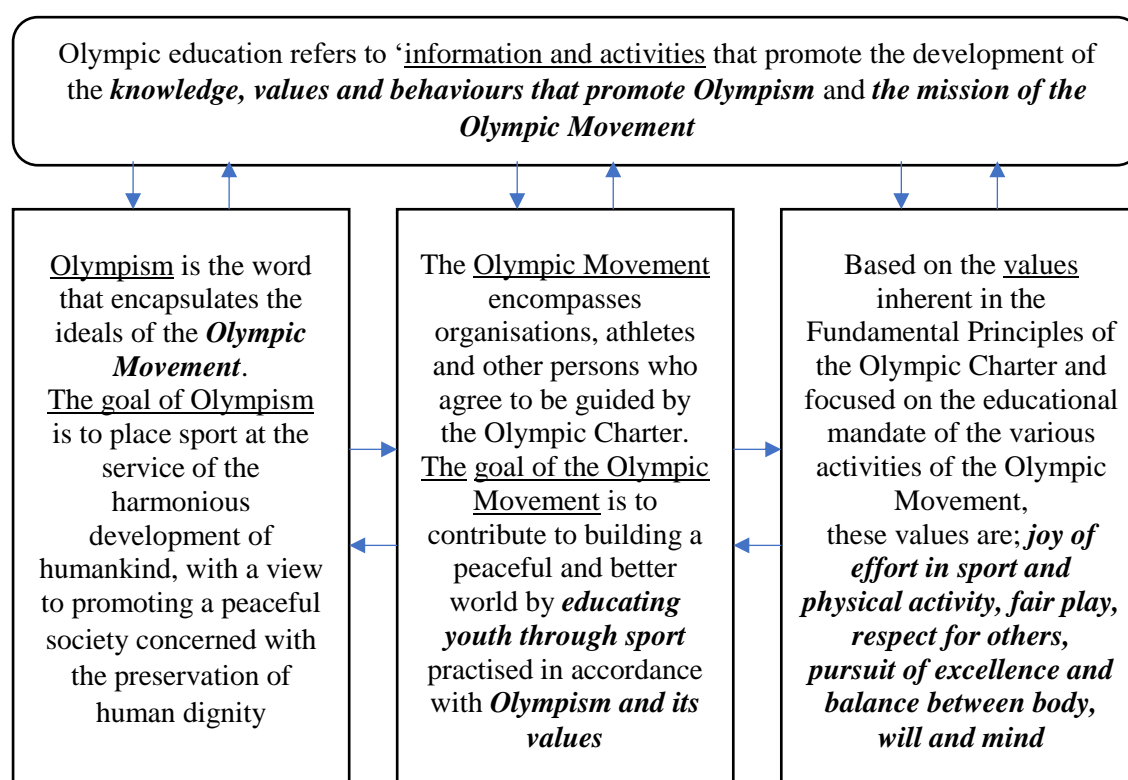 Olympic education refers to ‘information and activities that promote the development of
the knowledge, values and behaviours that promote Olympism and the mission of the
Olympic Movement
Olympism is the word
that encapsulates the
ideals of the Olympic
Movement.
The goal of Olympism
is to place sport at the
service of the
harmonious
development of
humankind, with a view
to promoting a peaceful
society concerned with
the preservation of
human dignity
The Olympic Movement
encompasses
organisations, athletes
and other persons who
agree to be guided by
the Olympic Charter.
The goal of the Olympic
Movement is to
contribute to building a
peaceful and better
world by educating
youth through sport
practised in accordance
with Olympism and its
values
Based on the values
inherent in the
Fundamental Principles of
the Olympic Charter and
focused on the educational
mandate of the various
activities of the Olympic
Movement,
these values are; joy of
effort in sport and
physical activity, fair play,
respect for others,
pursuit of excellence and
balance between body,
will and mind